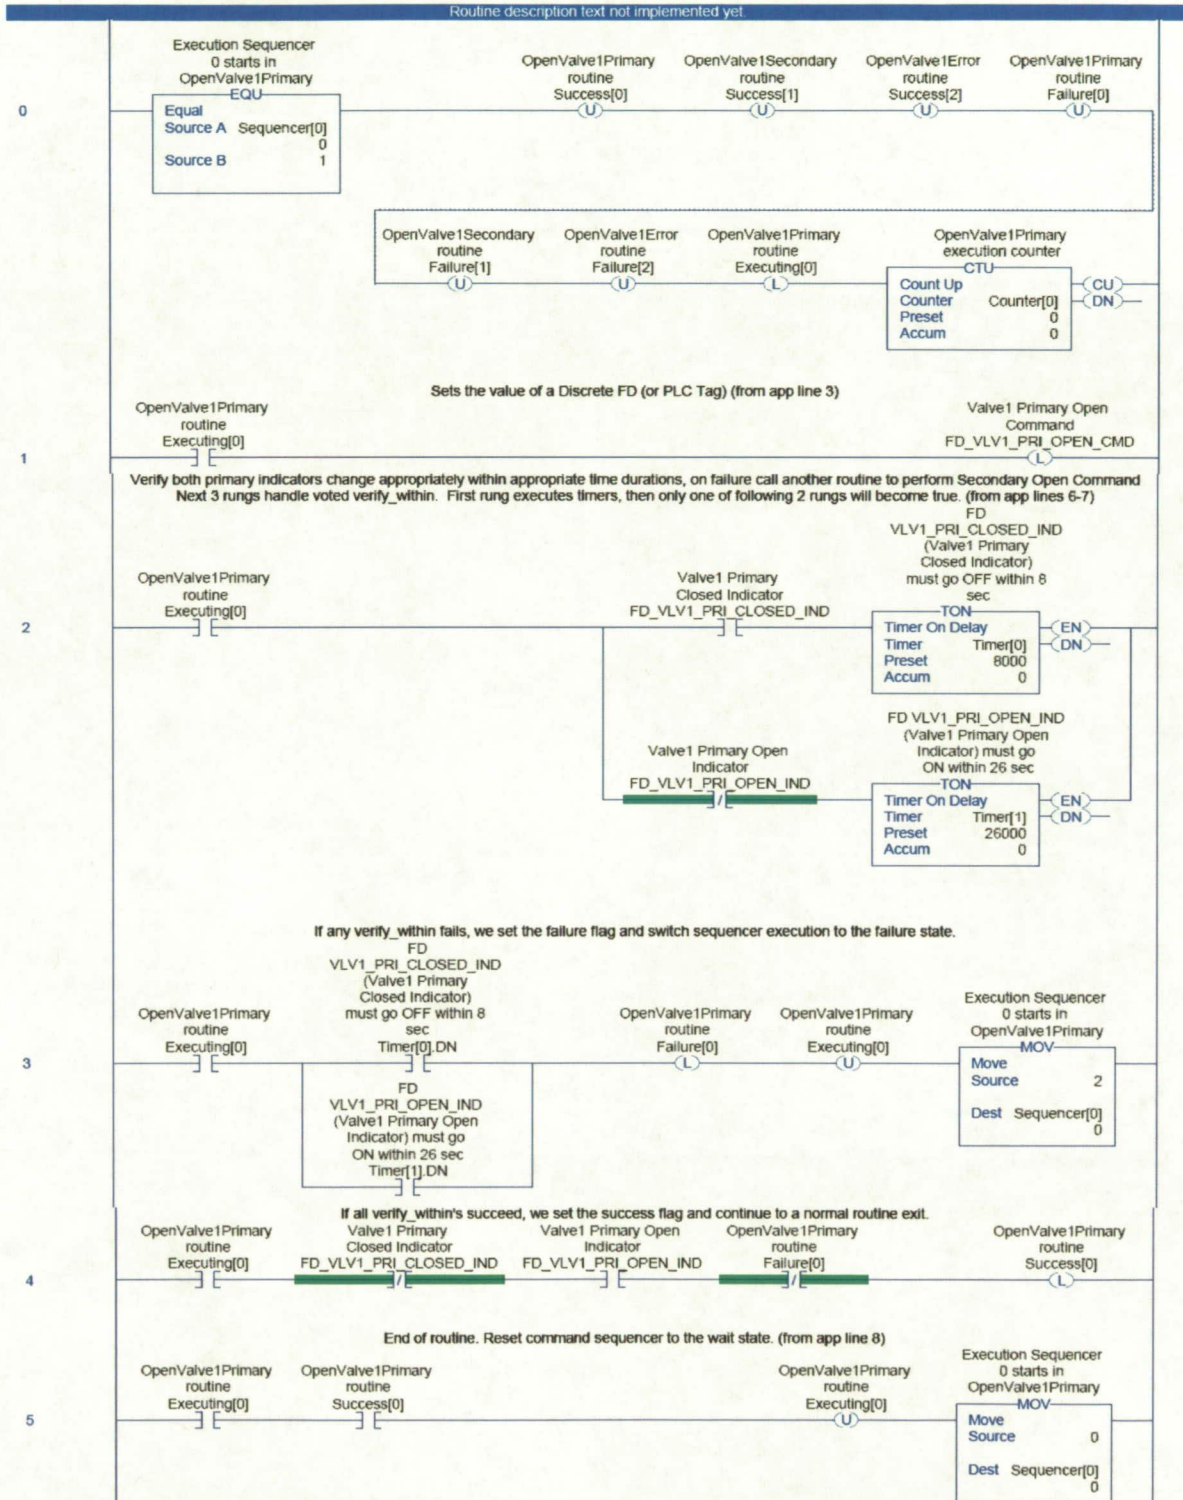 Routine description text not implemented yet.
Execution Sequencer
0 starts in
OpenValve1Primary
EQU
Equal
Source A Sequencer[0]
0
Source B 1
OpenValve1Primary
routine
Success[0]
U
OpenValve1Secondary
routine
Success[1]
U
OpenValve1Error
routine
Success[2]
U
OpenValve1Primary
routine
Failure[0]
U
0
OpenValve1Secondary
routine
Failure[1]
U
OpenValve1Error
routine
Failure[2]
U
OpenValve1Primary
routine
Executing[0]
L
OpenValve1Primary
execution counter
CTU
Count Up
Counter Counter[0]
Preset 0
Accum 0
CU
DN
Sets the value of a Discrete FD (or PLC Tag) (from app line 3)
OpenValve1Primary
routine
Executing[0]
Valve1 Primary Open
Command
FD_VLV1_PRI_OPEN_CMD
L
1
Verify both primary indicators change appropriately within appropriate time durations, on failure call another routine to perform Secondary Open Command
Next 3 rungs handle voted verify_within. First rung executes timers, then only one of following 2 rungs will become true. (from app lines 6-7)
FD
VLV1_PRI_CLOSED_IND
(Valve1 Primary
Closed Indicator)
must go OFF within 8
sec
OpenValve1Primary
routine
Executing[0]
Valve1 Primary
Closed Indicator
FD_VLV1_PRI_CLOSED_IND
TON
Timer On Delay
Timer Timer[0]
Preset 8000
Accum 0
EN
DN
2
FD VLV1_PRI_OPEN_IND
(Valve1 Primary Open
Indicator) must go
ON within 26 sec
Valve1 Primary Open
Indicator
FD_VLV1_PRI_OPEN_IND
TON
Timer On Delay
Timer Timer[1]
Preset 26000
Accum 0
EN
DN
If any verify_within fails, we set the failure flag and switch sequencer execution to the failure state.
OpenValve1Primary
routine
Executing[0]
FD
VLV1_PRI_CLOSED_IND
(Valve1 Primary
Closed Indicator)
must go OFF within 8
sec
Timer[0].DN
OpenValve1Primary
routine
Failure[0]
L
OpenValve1Primary
routine
Executing[0]
U
Execution Sequencer
0 starts in
OpenValve1Primary
MOV
Move
Source 2
Dest Sequencer[0]
0
3
FD
VLV1_PRI_OPEN_IND
(Valve1 Primary Open
Indicator) must go
ON within 26 sec
Timer[1].DN
If all verify_within's succeed, we set the success flag and continue to a normal routine exit.
OpenValve1Primary
routine
Executing[0]
Valve1 Primary
Closed Indicator
FD_VLV1_PRI_CLOSED_IND
Valve1 Primary Open
Indicator
FD_VLV1_PRI_OPEN_IND
OpenValve1Primary
routine
Failure[0]
OpenValve1Primary
routine
Success[0]
L
4
End of routine. Reset command sequencer to the wait state. (from app line 8)
OpenValve1Primary
routine
Executing[0]
OpenValve1Primary
routine
Success[0]
OpenValve1Primary
routine
Executing[0]
U
Execution Sequencer
0 starts in
OpenValve1Primary
MOV
Move
Source 0
Dest Sequencer[0]
0
5